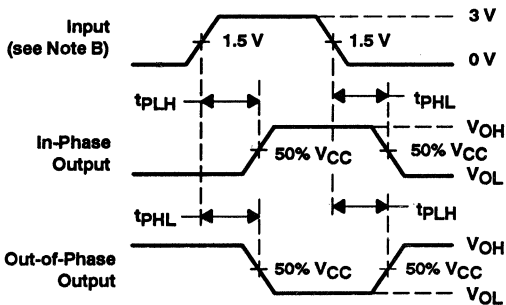 Input
(see Note B)
1.5 V
1.5 V
3 V
0 V
tPLH
tPHL
In-Phase
Output
50% VCC
50% VCC
VOH
VOL
tPHL
tPLH
Out-of-Phase
Output
50% VCC
50% VCC
VOH
VOL